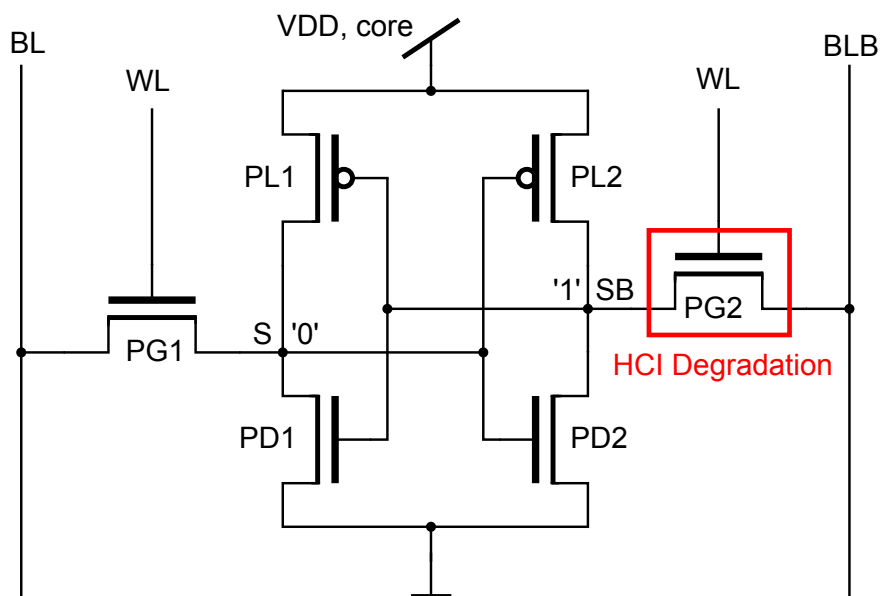 VDD, core
BL
BLB
WL
WL
PL1
PL2
'1'
SB
PG2
S
'0'
PG1
HCI Degradation
PD1
PD2